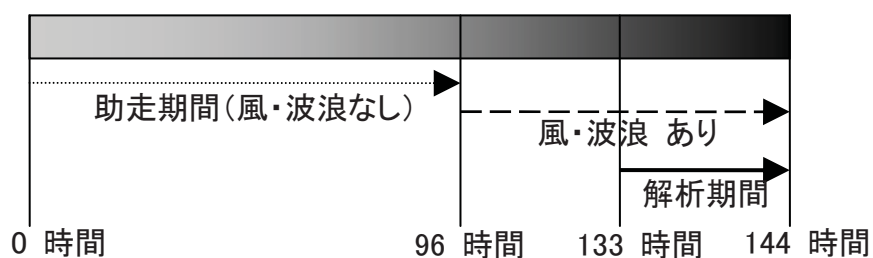 助走期間(風・波浪なし)
風・波浪 あり
解析期間
0 時間 96 時間 133 時間 144 時間